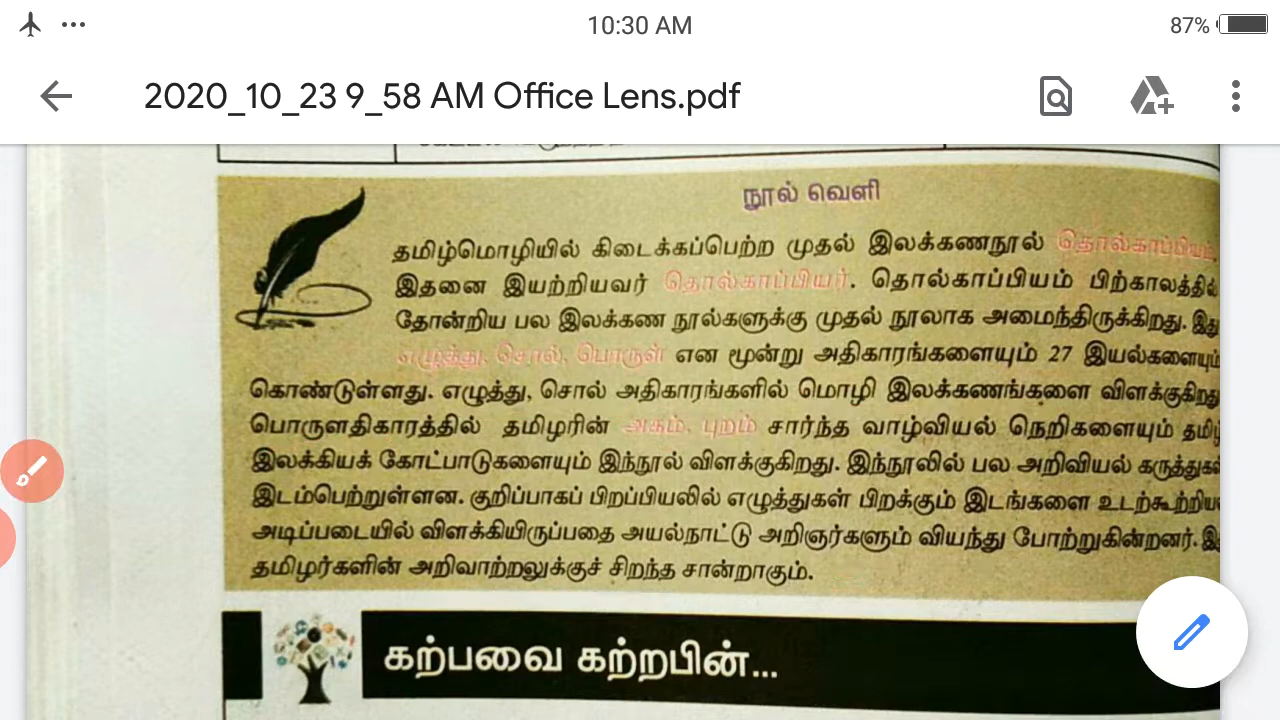 10:30 AM
87%
2020_10_23 9_58 AM Office Lens.pdf
நூல் வெளி
தமிழ்மொழியில் கிடைக்கப்பெற்ற முதல் இலக்கணநூல் தொல்காப்பியம்.
இதனை இயற்றியவர் தொல்காப்பியர். தொல்காப்பியம் பிற்காலத்தில்
தோன்றிய பல இலக்கண நூல்களுக்கு முதல் நூலாக அமைந்திருக்கிறது. இது
எழுத்து, சொல், பொருள் என மூன்று அதிகாரங்களையும் 27 இயல்களையும்
கொண்டுள்ளது. எழுத்து, சொல் அதிகாரங்களில் மொழி இலக்கணங்களை விளக்குகிறது
பொருளதிகாரத்தில் தமிழரின் அகம், புறம் சார்ந்த வாழ்வியல் நெறிகளையும்
இலக்கியக் கோட்பாடுகளையும் இந்நூல் விளக்குகிறது. இந்நூலில் பல அறிவியல்
இடம்பெற்றுள்ளன. குறிப்பாகப் பிறப்பியலில் எழுத்துகள் பிறக்கும் இடங்களை
அடிப்படையில் விளக்கியிருப்பதை அயல்நாட்டு அறிஞர்களும் வியந்து போற்றுகின்றனர்.
தமிழர்களின் அறிவாற்றலுக்குச் சிறந்த சான்றாகும்.
கற்பவை கற்றபின்...